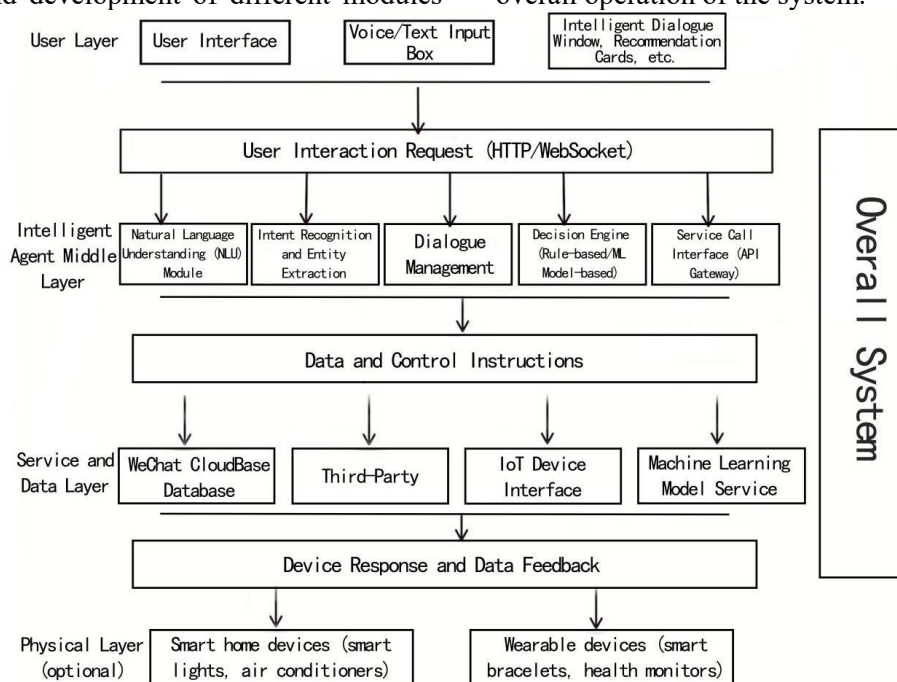 nd development of different modules
overall operation of the system.
User Layer
User Interface
Voice/Text Input
Box
Intelligent Dialogue
Window, Recommendation
Cards, etc.
User Interaction Request (HTTP/WebSocket)
Intelligent
Agent Middle
Layer
Natural Language
Understanding (NLU)
Module
Intent Recognition
and Entity
Extraction
Dialogue
Management
Decision Engine
(Rule-based/ML
Model-based)
Service Call
Interface (API
Gateway)
Data and Control Instructions
Service and
Data Layer
WeChat CloudBase
Database
Third-Party
IoT Device
Interface
Machine Learning
Model Service
Device Response and Data Feedback
Physical Layer
(optional)
Smart home devices (smart
lights, air conditioners)
Wearable devices (smart
bracelets, health monitors)
Overall System